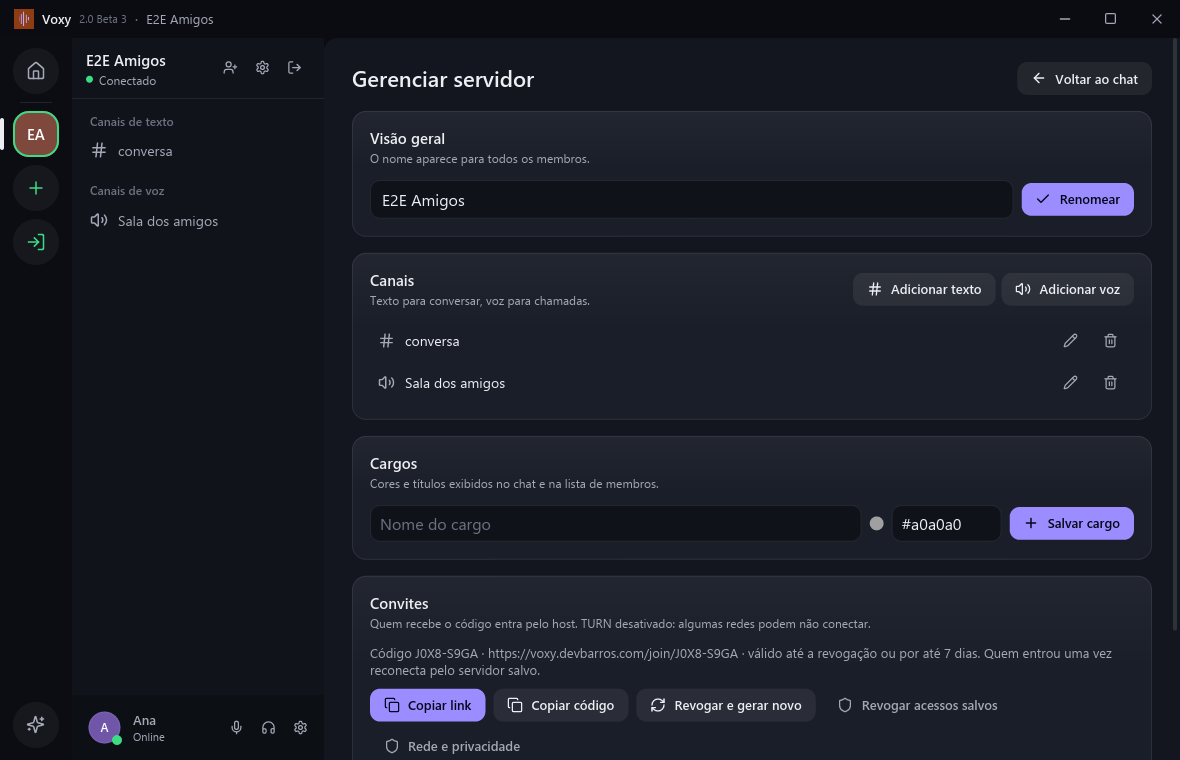 Voxy 2.0 Beta 3 · E2E Amigos
E2E Amigos
Conectado
EA
Canais de texto
conversa
Canais de voz
Sala dos amigos
A
Ana
Online
Gerenciar servidor
Voltar ao chat
Visão geral
O nome aparece para todos os membros.
E2E Amigos
Renomear
Canais
Texto para conversar, voz para chamadas.
Adicionar texto
Adicionar voz
conversa
Sala dos amigos
Cargos
Cores e títulos exibidos no chat e na lista de membros.
Nome do cargo
#a0a0a0
Salvar cargo
Convites
Quem recebe o código entra pelo host. TURN desativado: algumas redes podem não conectar.
Código J0X8-S9GA · https://voxy.devbarros.com/join/J0X8-S9GA · válido até a revogação ou por até 7 dias. Quem entrou uma vez
reconecta pelo servidor salvo.
Copiar link
Copiar código
Revogar e gerar novo
Revogar acessos salvos
Rede e privacidade